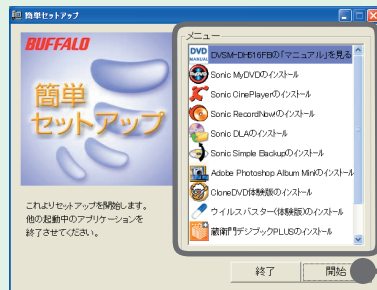 簡単セットアップ
BUFFALO
簡単
セットアップ
これよりセットアップを開始します。
他の起動中のアプリケーションを
終了させてください。
メニュー
DVD MANUAL
DVSM-DH516FBの「マニュアル」を見る
Sonic MyDVDのインストール
Sonic CinePlayerのインストール
Sonic RecordNow!のインストール
Sonic DLAのインストール
Sonic Simple Backupのインストール
Adobe Photoshop Album Miniのインストール
CloneDVD体験版のインストール
ウイルスバスター(体験版)のインストール
蔵衛門デジブックPLUSのインストール
終了
開始